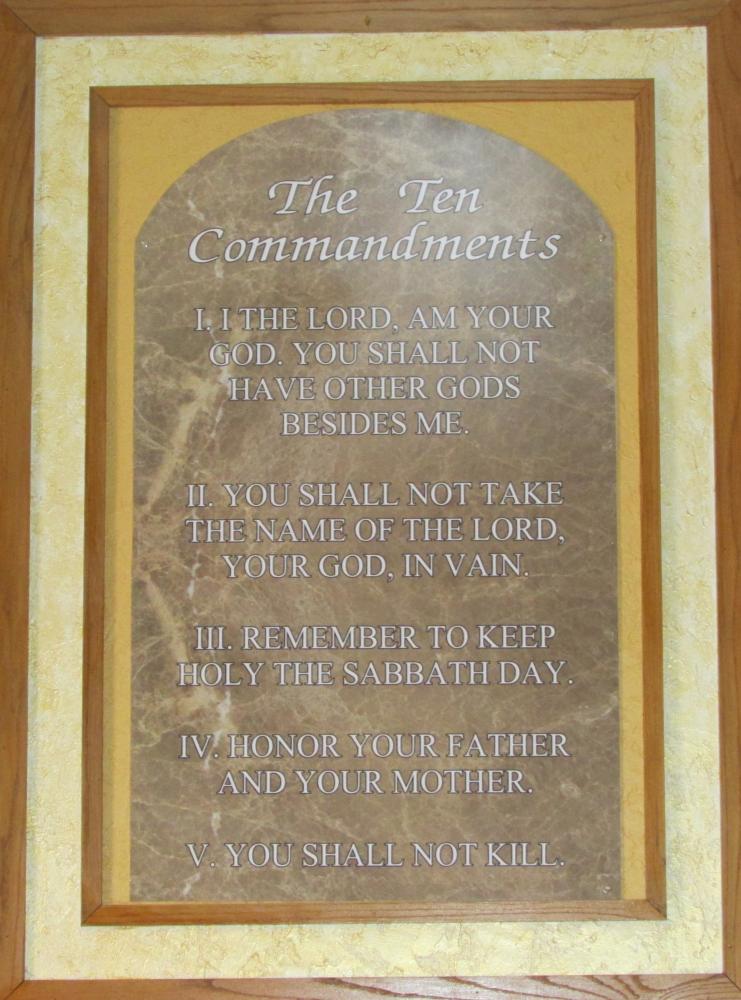 The Ten
Commandments
I, I THE LORD, AM YOUR
GOD. YOU SHALL NOT
HAVE OTHER GODS
BESIDES ME.
II. YOU SHALL NOT TAKE
THE NAME OF THE LORD,
YOUR GOD, IN VAIN.
III. REMEMBER TO KEEP
HOLY THE SABBATH DAY.
IV. HONOR YOUR FATHER
AND YOUR MOTHER.
V. YOU SHALL NOT KILL.